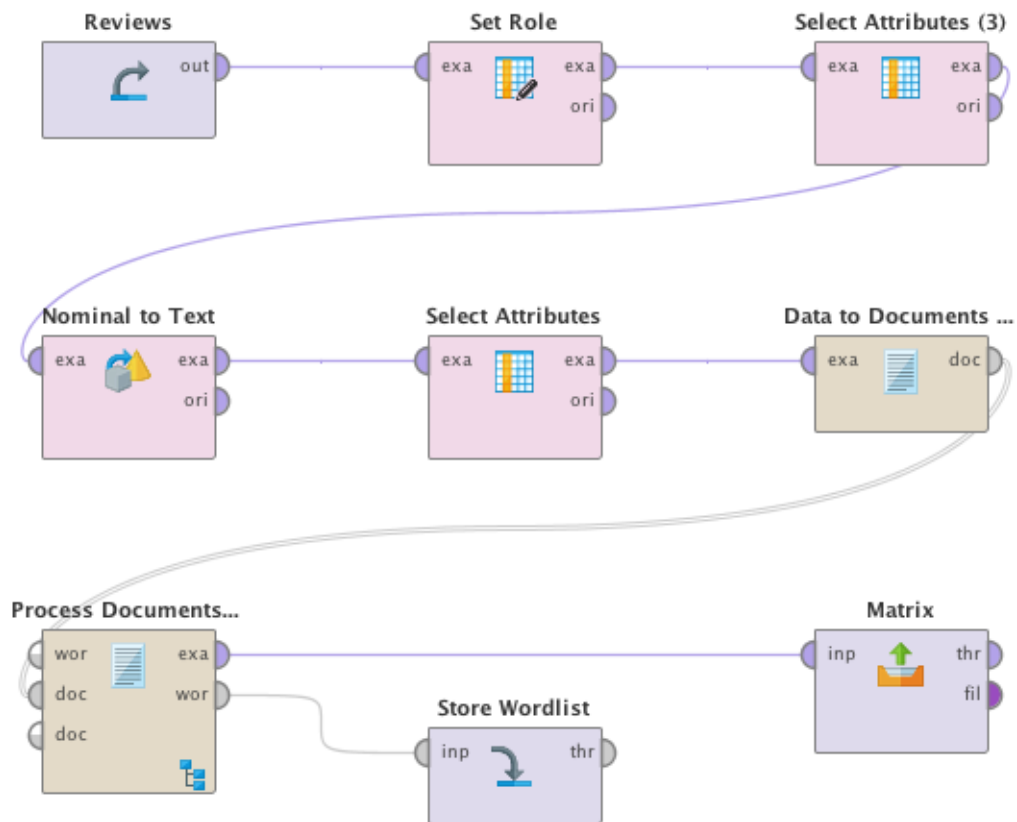 Reviews
Set Role
Select Attributes (3)
out
exa
exa
exa
exa
ori
ori
Nominal to Text
Select Attributes
Data to Documents ...
exa
exa
exa
exa
exa
doc
ori
ori
Process Documents...
Matrix
wor
exa
inp
thr
doc
wor
fil
Store Wordlist
doc
inp
thr